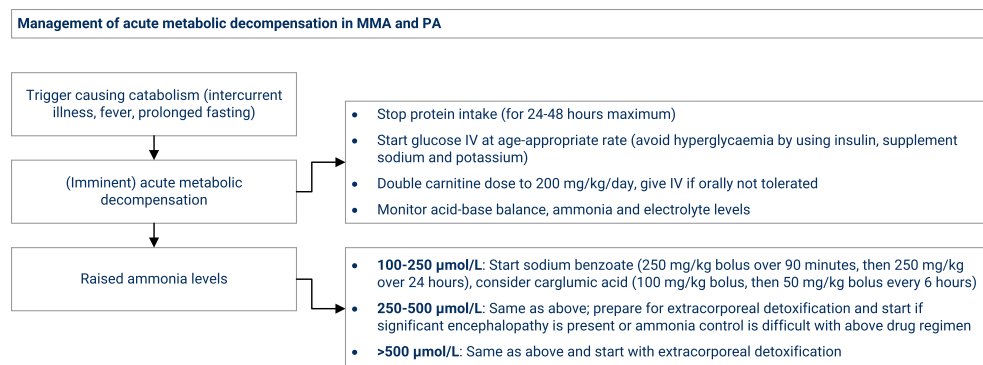 Management of acute metabolic decompensation in MMA and PA
Trigger causing catabolism (intercurrent
illness, fever, prolonged fasting)
• Stop protein intake (for 24-48 hours maximum)
• Start glucose IV at age-appropriate rate (avoid hyperglycaemia by using insulin, supplement
sodium and potassium)
• Double carnitine dose to 200 mg/kg/day, give IV if orally not tolerated
• Monitor acid-base balance, ammonia and electrolyte levels
(Imminent) acute metabolic
decompensation
Raised ammonia levels
• 100-250 µmol/L: Start sodium benzoate (250 mg/kg bolus over 90 minutes, then 250 mg/kg
over 24 hours), consider carglumic acid (100 mg/kg bolus, then 50 mg/kg bolus every 6 hours)
• 250-500 µmol/L: Same as above; prepare for extracorporeal detoxification and start if
significant encephalopathy is present or ammonia control is difficult with above drug regimen
• >500 µmol/L: Same as above and start with extracorporeal detoxification